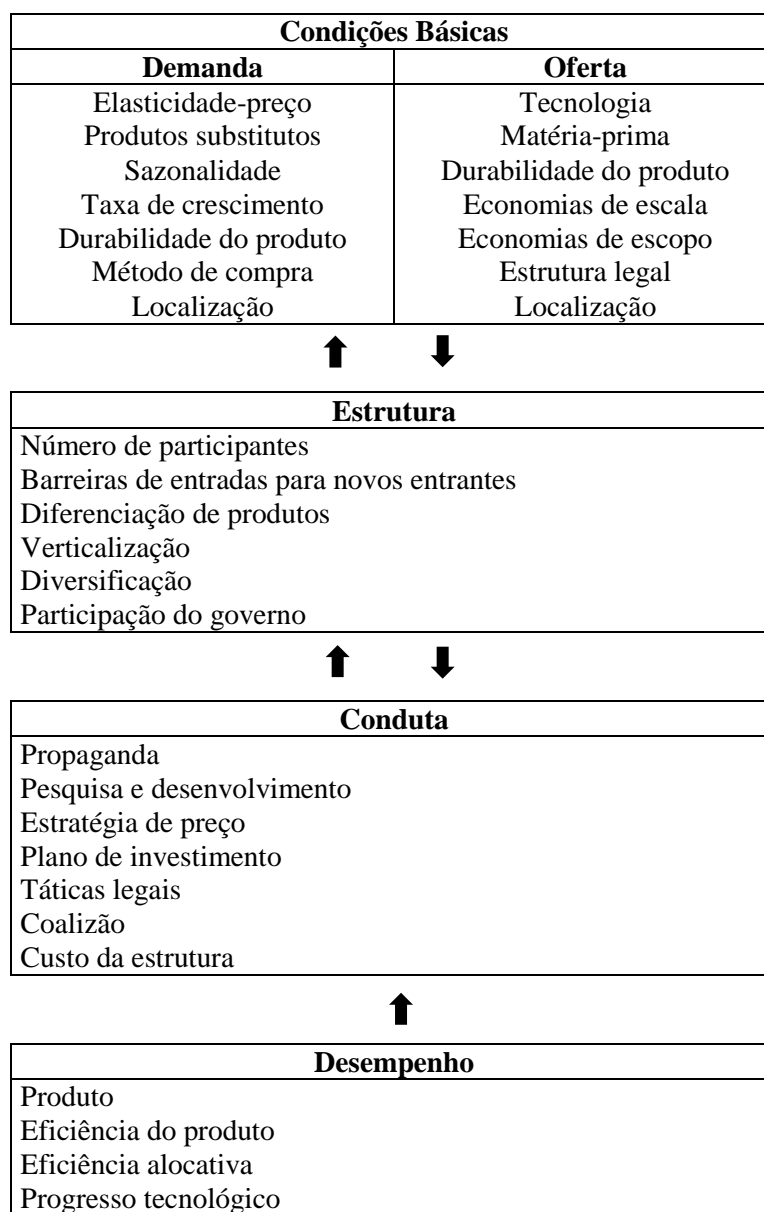 Condições Básicas
Demanda
Oferta
Elasticidade-preço
Tecnologia
Produtos substitutos
Matéria-prima
Sazonalidade
Durabilidade do produto
Taxa de crescimento
Economias de escala
Durabilidade do produto
Economias de escopo
Método de compra
Estrutura legal
Localização
Localização
Estrutura
Número de participantes
Barreiras de entradas para novos entrantes
Diferenciação de produtos
Verticalização
Diversificação
Participação do governo
Conduta
Propaganda
Pesquisa e desenvolvimento
Estratégia de preço
Plano de investimento
Táticas legais
Coalizão
Custo da estrutura
Desempenho
Produto
Eficiência do produto
Eficiência alocativa
Progresso tecnológico